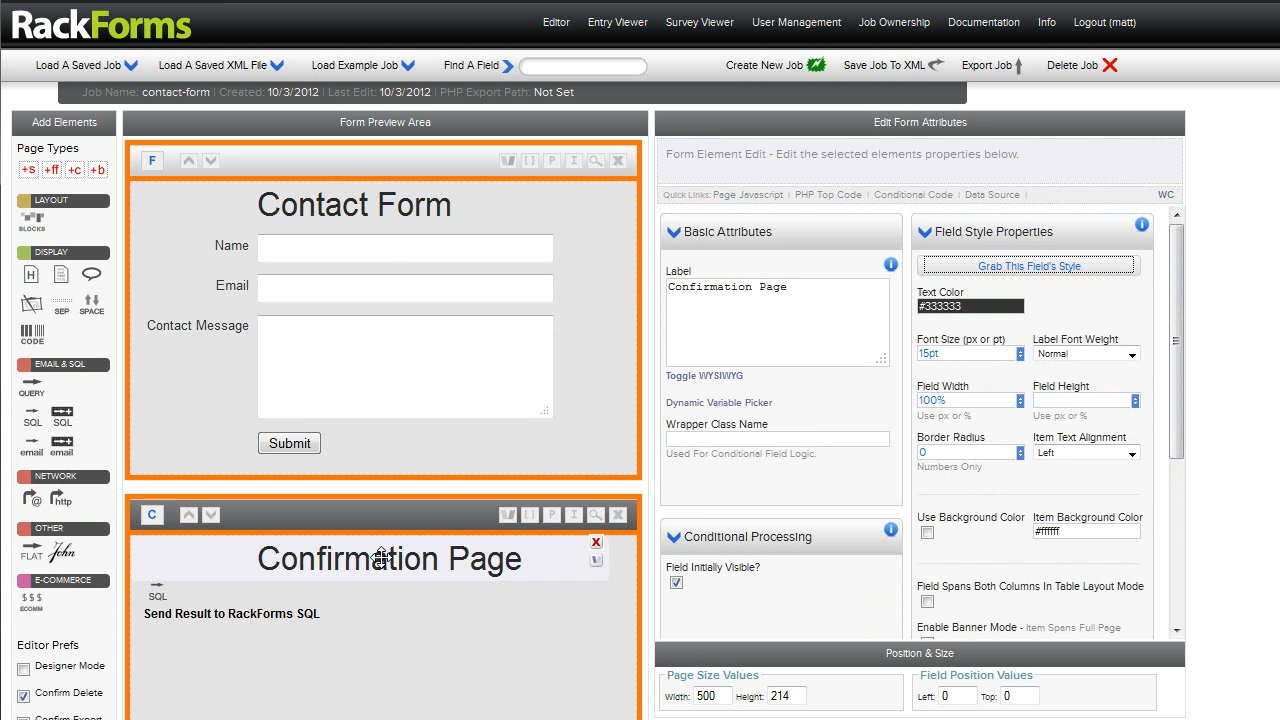 RackForms
Editor Entry Viewer Survey Viewer User Management Job Ownership Documentation Info Logout (matt)
Load A Saved Job Load A Saved XML File Load Example Job Find A Field Create New Job Save Job To XML Export Job Delete Job
Job Name: contact-form | Created: 10/3/2012 | Last Edit: 10/3/2012 | PHP Export Path: Not Set
Add Elements
Page Types
+s +ff +c +b
LAYOUT
BLOCKS
DISPLAY
H
SEP SPACE
CODE
EMAIL & SQL
QUERY
SQL SQL
email email
NETWORK
@ http
OTHER
FLAT John
E-COMMERCE
$ $ $
ECOMM
Editor Prefs
Designer Mode
Confirm Delete
Confirm Export
Form Preview Area
F [ ] P I X
Contact Form
Name
Email
Contact Message
Submit
C [ ] P I X
Confirmation Page
X
SQL
Send Result to RackForms SQL
Edit Form Attributes
Form Element Edit - Edit the selected elements properties below.
Quick Links: Page Javascript | PHP Top Code | Conditional Code | Data Source | WC
Basic Attributes
i
Label
Confirmation Page
Toggle WYSIWYG
Dynamic Variable Picker
Wrapper Class Name
Used For Conditional Field Logic.
Conditional Processing
i
Field Initially Visible?
Field Style Properties
i
Grab This Field's Style
Text Color
#333333
Font Size (px or pt) Label Font Weight
15pt Normal
Field Width Field Height
100%
Use px or % Use px or %
Border Radius Item Text Alignment
0 Left
Numbers Only
Use Background Color Item Background Color
#ffffff
Field Spans Both Columns In Table Layout Mode
Enable Banner Mode - Item Spans Full Page
Position & Size
Page Size Values
Width: 500 Height: 214
Field Position Values
Left: 0 Top: 0